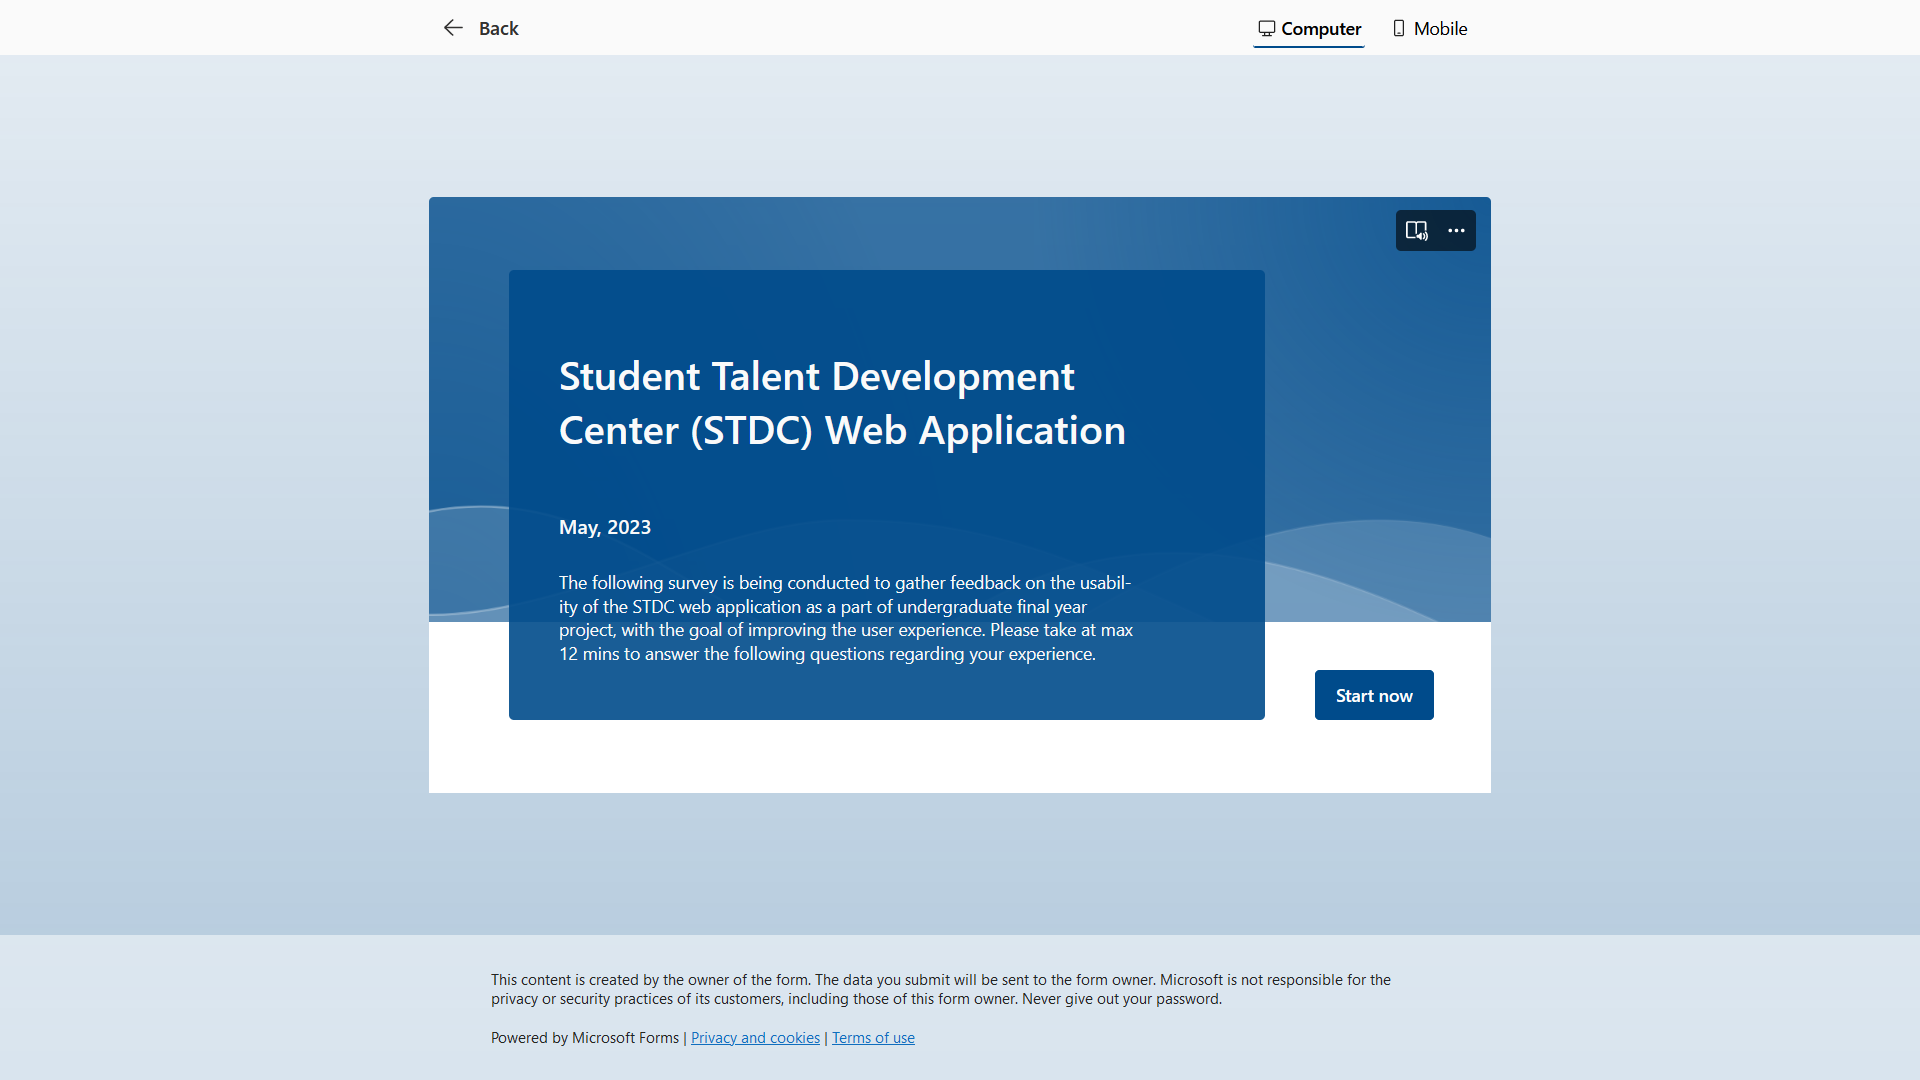 Back
Computer
Mobile
Student Talent Development
Center (STDC) Web Application
May, 2023
The following survey is being conducted to gather feedback on the usabil-
ity of the STDC web application as a part of undergraduate final year
project, with the goal of improving the user experience. Please take at max
12 mins to answer the following questions regarding your experience.
Start now
This content is created by the owner of the form. The data you submit will be sent to the form owner. Microsoft is not responsible for the
privacy or security practices of its customers, including those of this form owner. Never give out your password.
Powered by Microsoft Forms | Privacy and cookies | Terms of use